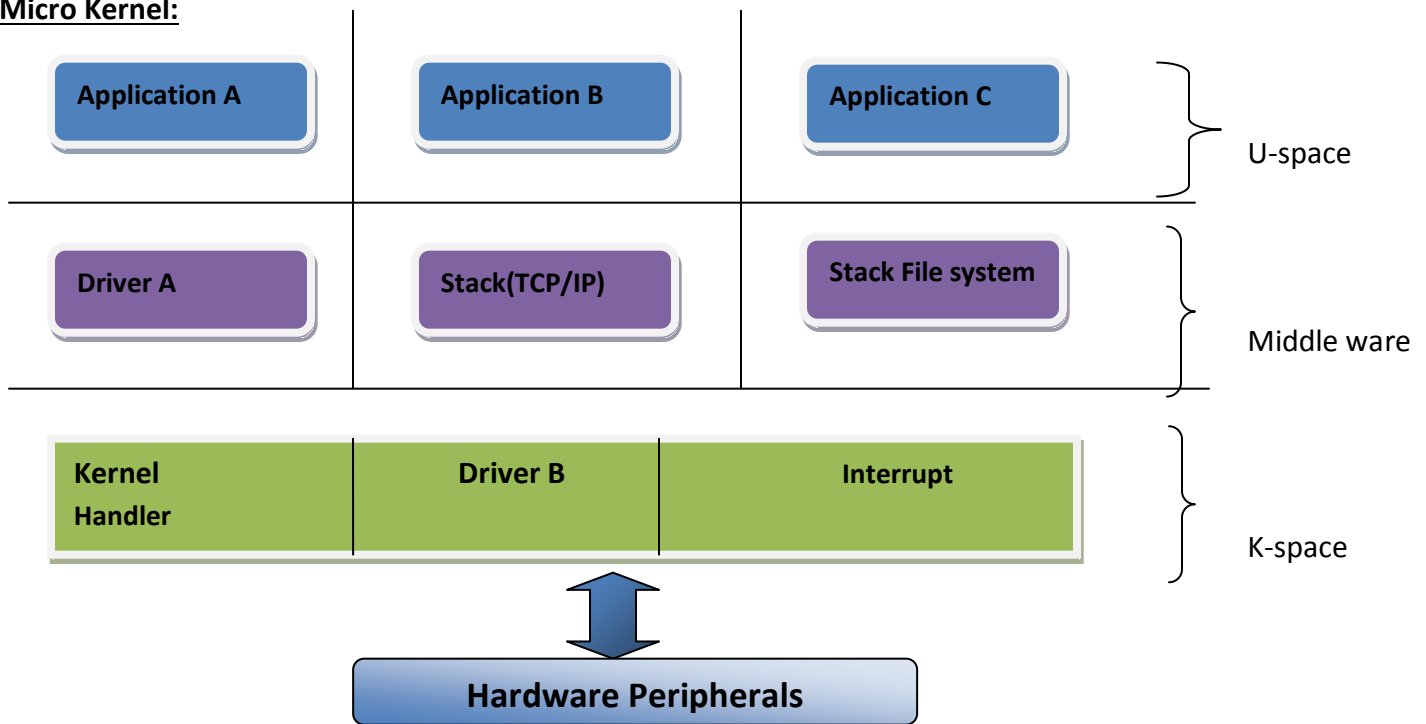 Micro Kernel:
Application A
Application B
Application C
U-space
Driver A
Stack(TCP/IP)
Stack File system
Middle ware
Kernel
Handler
Driver B
Interrupt
K-space
Hardware Peripherals